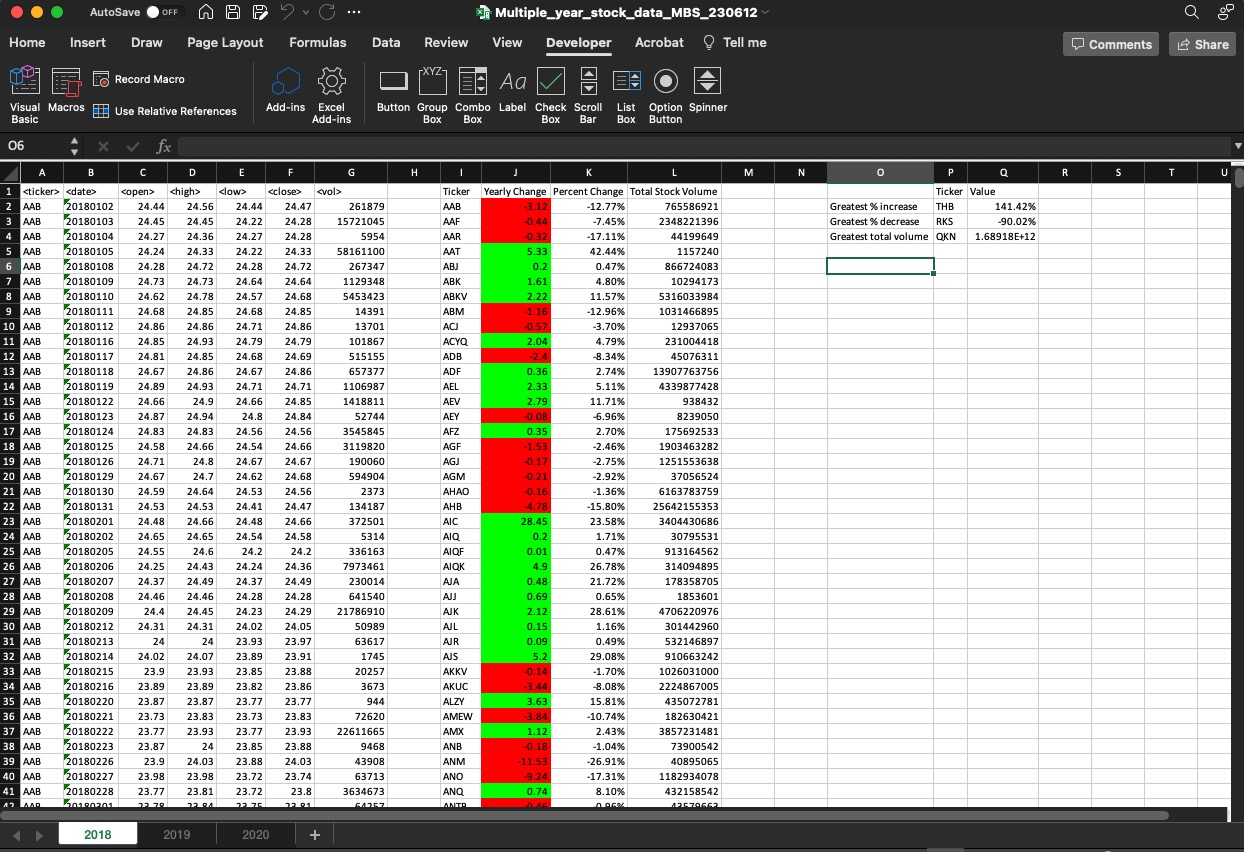 AutoSave OFF Multiple_year_stock_data_MBS_230612
Home Insert Draw Page Layout Formulas Data Review View Developer Acrobat Tell me Comments Share
Visual Basic Macros Record Macro Use Relative References Add-ins Excel Add-ins Button Group Box Combo Box Label Check Box Scroll Bar List Box Option Button Spinner
XYZ Aa
O6 fx
A B C D E F G H I J K L M N O P Q R S T U
1 <ticker> <date> <open> <high> <low> <close> <vol> Ticker Yearly Change Percent Change Total Stock Volume Ticker Value
2 AAB 20180102 24.44 24.56 24.44 24.47 261879 AAB -3.12 -12.77% 765586921 Greatest % increase THB 141.42%
3 AAB 20180103 24.45 24.45 24.22 24.28 15721045 AAF -0.44 -7.45% 2348221396 Greatest % decrease RKS -90.02%
4 AAB 20180104 24.27 24.36 24.27 24.28 5954 AAR -0.32 -17.11% 44199649 Greatest total volume QKN 1.68918E+12
5 AAB 20180105 24.24 24.33 24.22 24.33 58161100 AAT 5.33 42.44% 1157240
6 AAB 20180108 24.28 24.72 24.28 24.72 267347 ABJ 0.2 0.47% 866724083
7 AAB 20180109 24.73 24.73 24.64 24.64 1129348 ABK 1.61 4.80% 10294173
8 AAB 20180110 24.62 24.78 24.57 24.68 5453423 ABKV 2.22 11.57% 5316033984
9 AAB 20180111 24.68 24.85 24.68 24.85 14391 ABM -1.16 -12.96% 1031466895
10 AAB 20180112 24.86 24.86 24.71 24.86 13701 ACJ -0.57 -3.70% 12937065
11 AAB 20180116 24.85 24.93 24.79 24.79 101867 ACYQ 2.04 4.79% 231004418
12 AAB 20180117 24.81 24.85 24.68 24.69 515155 ADB -2.4 -8.34% 45076311
13 AAB 20180118 24.67 24.86 24.67 24.86 657377 ADF 0.36 2.74% 13907763756
14 AAB 20180119 24.89 24.93 24.71 24.71 1106987 AEL 2.33 5.11% 4339877428
15 AAB 20180122 24.66 24.9 24.66 24.85 1418811 AEV 2.79 11.71% 938432
16 AAB 20180123 24.87 24.94 24.8 24.84 52744 AEY -0.08 -6.96% 8239050
17 AAB 20180124 24.83 24.83 24.56 24.56 3545845 AFZ 0.35 2.70% 175692533
18 AAB 20180125 24.58 24.66 24.54 24.66 3119820 AGF -1.53 -2.46% 1903463282
19 AAB 20180126 24.71 24.8 24.67 24.67 190060 AGJ -0.17 -2.75% 1251553638
20 AAB 20180129 24.67 24.7 24.62 24.68 594904 AGM -0.21 -2.92% 37056524
21 AAB 20180130 24.59 24.64 24.53 24.56 2373 AHAO -0.16 -1.36% 6163783759
22 AAB 20180131 24.53 24.53 24.41 24.47 134187 AHB -4.78 -15.80% 25642155353
23 AAB 20180201 24.48 24.66 24.48 24.66 372501 AIC 28.45 23.58% 3404430686
24 AAB 20180202 24.65 24.65 24.54 24.58 5314 AIQ 0.2 1.71% 30795531
25 AAB 20180205 24.55 24.6 24.2 24.2 336163 AIQF 0.01 0.47% 913164562
26 AAB 20180206 24.25 24.43 24.24 24.36 7973461 AIQK 4.9 26.78% 314094895
27 AAB 20180207 24.37 24.49 24.37 24.49 230014 AJA 0.48 21.72% 178358705
28 AAB 20180208 24.46 24.46 24.28 24.28 641540 AJJ 0.69 0.65% 1853601
29 AAB 20180209 24.4 24.45 24.23 24.29 21786910 AJK 2.12 28.61% 4706220976
30 AAB 20180212 24.31 24.31 24.02 24.05 50989 AJL 0.15 1.16% 301442960
31 AAB 20180213 24 24 23.93 23.97 63617 AJR 0.09 0.49% 532146897
32 AAB 20180214 24.02 24.07 23.89 23.91 1745 AJS 5.2 29.08% 910663242
33 AAB 20180215 23.9 23.93 23.85 23.88 20257 AKKV -0.14 -1.70% 1026031000
34 AAB 20180216 23.89 23.89 23.82 23.86 3673 AKUC -3.44 -8.08% 2224867005
35 AAB 20180220 23.87 23.87 23.77 23.77 944 ALZY 3.63 15.81% 435072781
36 AAB 20180221 23.73 23.83 23.73 23.83 72620 AMEW -3.84 -10.74% 182630421
37 AAB 20180222 23.77 23.93 23.77 23.93 22611665 AMX 1.12 2.43% 3857231481
38 AAB 20180223 23.87 24 23.85 23.88 9468 ANB -0.18 -1.04% 73900542
39 AAB 20180226 23.9 24.03 23.88 24.03 43908 ANM -11.53 -26.91% 40895065
40 AAB 20180227 23.98 23.98 23.72 23.74 63713 ANO -9.24 -17.31% 1182934078
41 AAB 20180228 23.77 23.81 23.72 23.8 3634673 ANQ 0.74 8.10% 432158542
42 AAB 20180301
2018 2019 2020 +